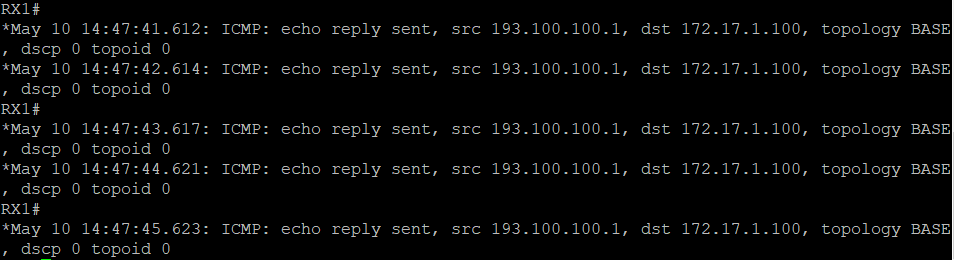 RX1#
*May 10 14:47:41.612: ICMP: echo reply sent, src 193.100.100.1, dst 172.17.1.100, topology BASE
, dscp 0 topoid 0
*May 10 14:47:42.614: ICMP: echo reply sent, src 193.100.100.1, dst 172.17.1.100, topology BASE
, dscp 0 topoid 0
RX1#
*May 10 14:47:43.617: ICMP: echo reply sent, src 193.100.100.1, dst 172.17.1.100, topology BASE
, dscp 0 topoid 0
*May 10 14:47:44.621: ICMP: echo reply sent, src 193.100.100.1, dst 172.17.1.100, topology BASE
, dscp 0 topoid 0
RX1#
*May 10 14:47:45.623: ICMP: echo reply sent, src 193.100.100.1, dst 172.17.1.100, topology BASE
, dscp 0 topoid 0